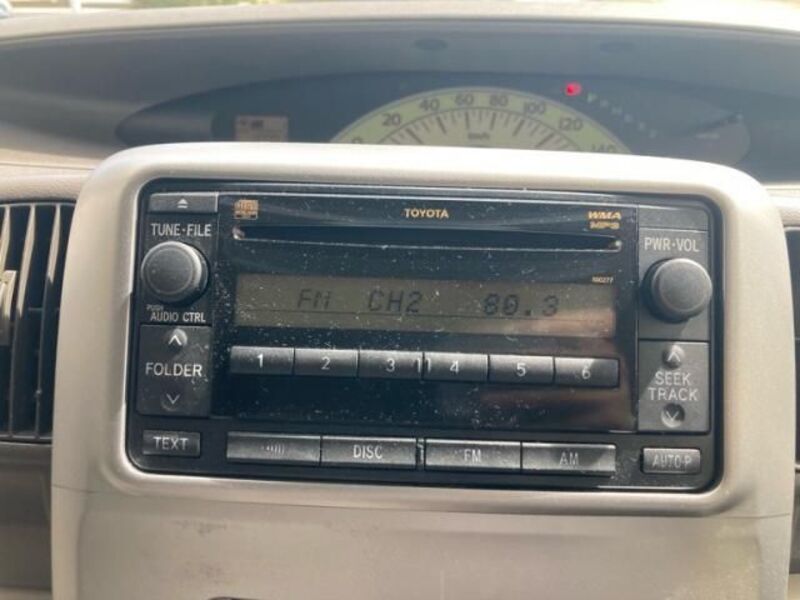 20 40 60 80 100 120 140
km/h
TOYOTA
WMA
MP3
TUNE·FILE
PWR·VOL
FM CH2 80.3
PUSH
AUDIO CTRL
1 2 3 4 5 6
FOLDER
SEEK
TRACK
TEXT
DISC
FM
AM
AUTO·P